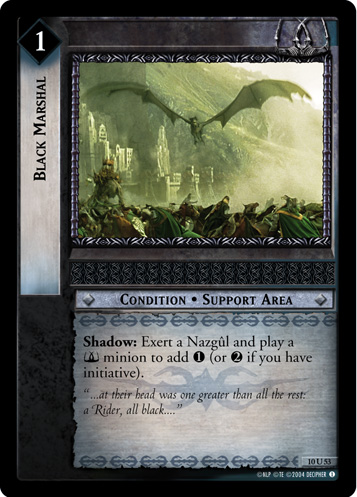 1
BLACK MARSHAL
CONDITION • SUPPORT AREA
Shadow: Exert a Nazgûl and play a
minion to add 1 (or 2 if you have
initiative).
“...at their head was one greater than all the rest:
a Rider, all black....”
10 U 53
©NLP ©TE ©2004 DECIPHER